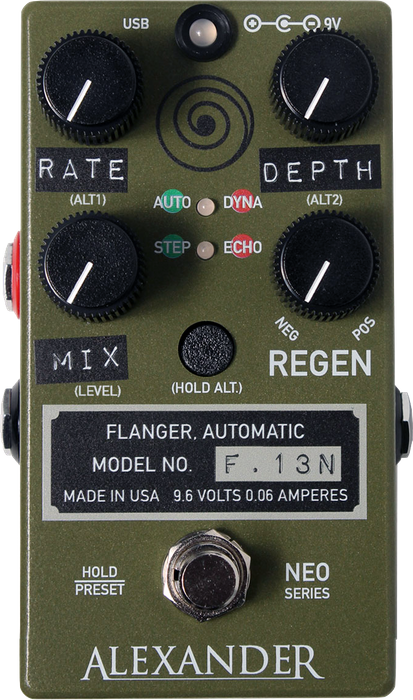 USB
9V
RATE
DEPTH
(ALT1)
(ALT2)
AUTO DYNA
STEP ECHO
MIX
(LEVEL)
(HOLD ALT.)
NEG POS
REGEN
FLANGER, AUTOMATIC
MODEL NO. F.13N
MADE IN USA 9.6 VOLTS 0.06 AMPERES
HOLD
PRESET
NEO
SERIES
ALEXANDER